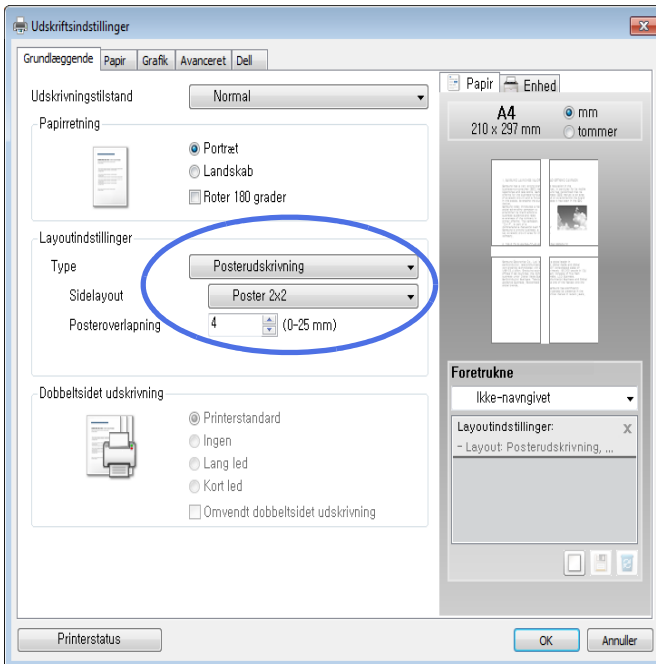 Udskriftsindstillinger
Grundlæggende Papir Grafik Avanceret Dell
Udskrivningstilstand Normal
Papirretning
Portræt
Landskab
Roter 180 grader
Layoutindstillinger
Type Posterudskrivning
Sidelayout Poster 2x2
Posteroverlapning 4 (0-25 mm)
Dobbeltsidet udskrivning
Printerstandard
Ingen
Lang led
Kort led
Omvendt dobbeltsidet udskrivning
Papir Enhed
A4
210 x 297 mm
mm
tommer
Foretrukne
Ikke-navngivet
Layoutindstillinger: x
- Layout: Posterudskrivning, ...
Printerstatus OK Annuller